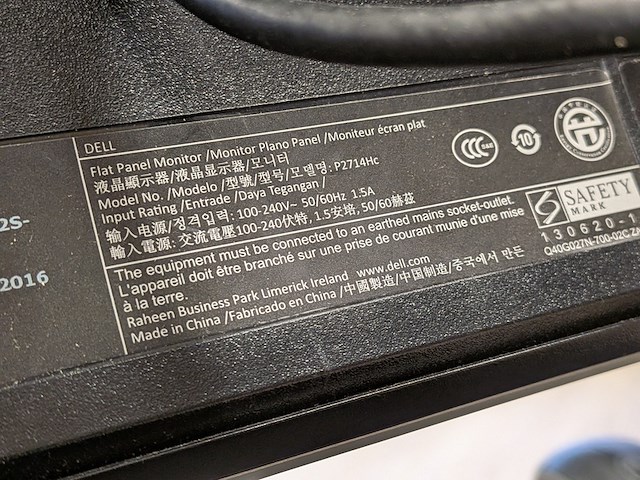 DELL
Flat Panel Monitor /Monitor Plano Panel /Moniteur écran plat
液晶顯示器/液晶显示器/모니터
Model No. /Modelo /型號/型号/모델명: P2714Hc
Input Rating /Entrade /Daya Tegangan /
输入电源/정격입력: 100-240V~ 50/60Hz 1.5A
輸入電源: 交流電壓100-240伏特, 1.5安培, 50/60赫茲
The equipment must be connected to an earthed mains socket-outlet.
L'appareil doit être branché sur une prise de courant munie d'une mise
à la terre.
Raheen Business Park Limerick Ireland www.dell.com
Made in China /Fabricado en China /中國製造/中国制造/중국에서 만든
CCC
10
SAFETY
MARK
130620-1
Q40G027N-700-02C
2S-
2016